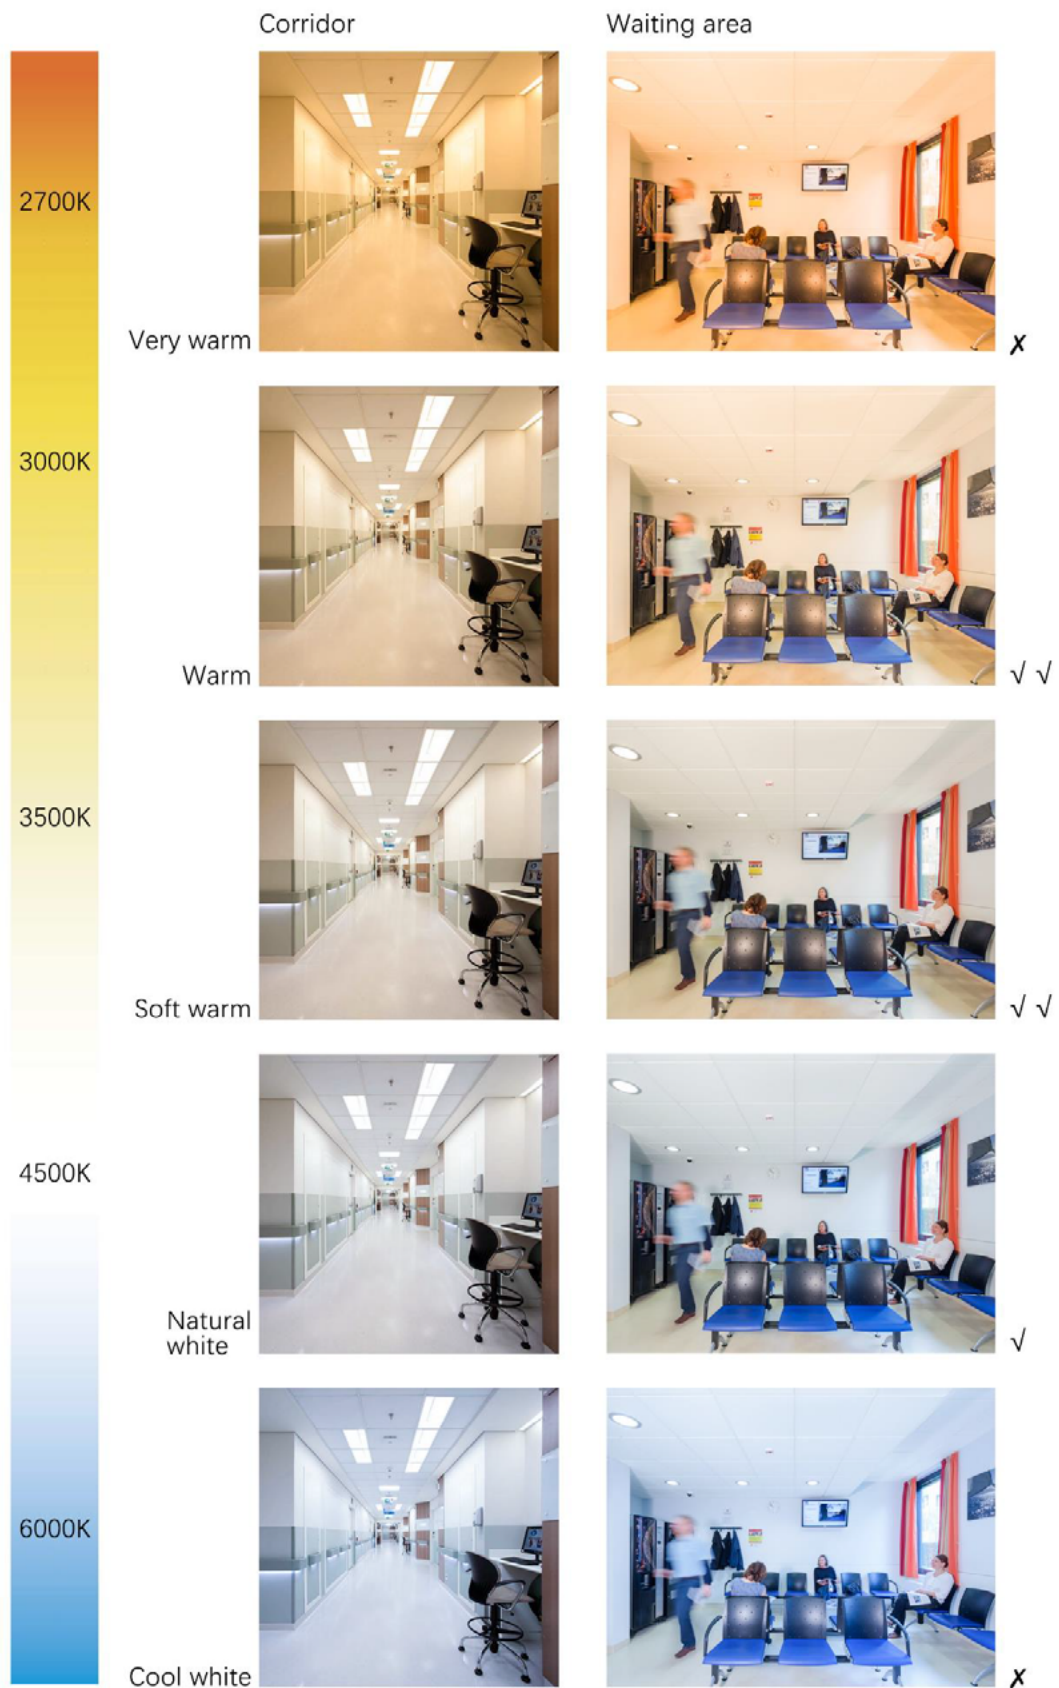 Corridor
Waiting area
2700K
Very warm
✗
3000K
Warm
√ √
3500K
Soft warm
√ √
4500K
Natural
white
√
6000K
Cool white
✗